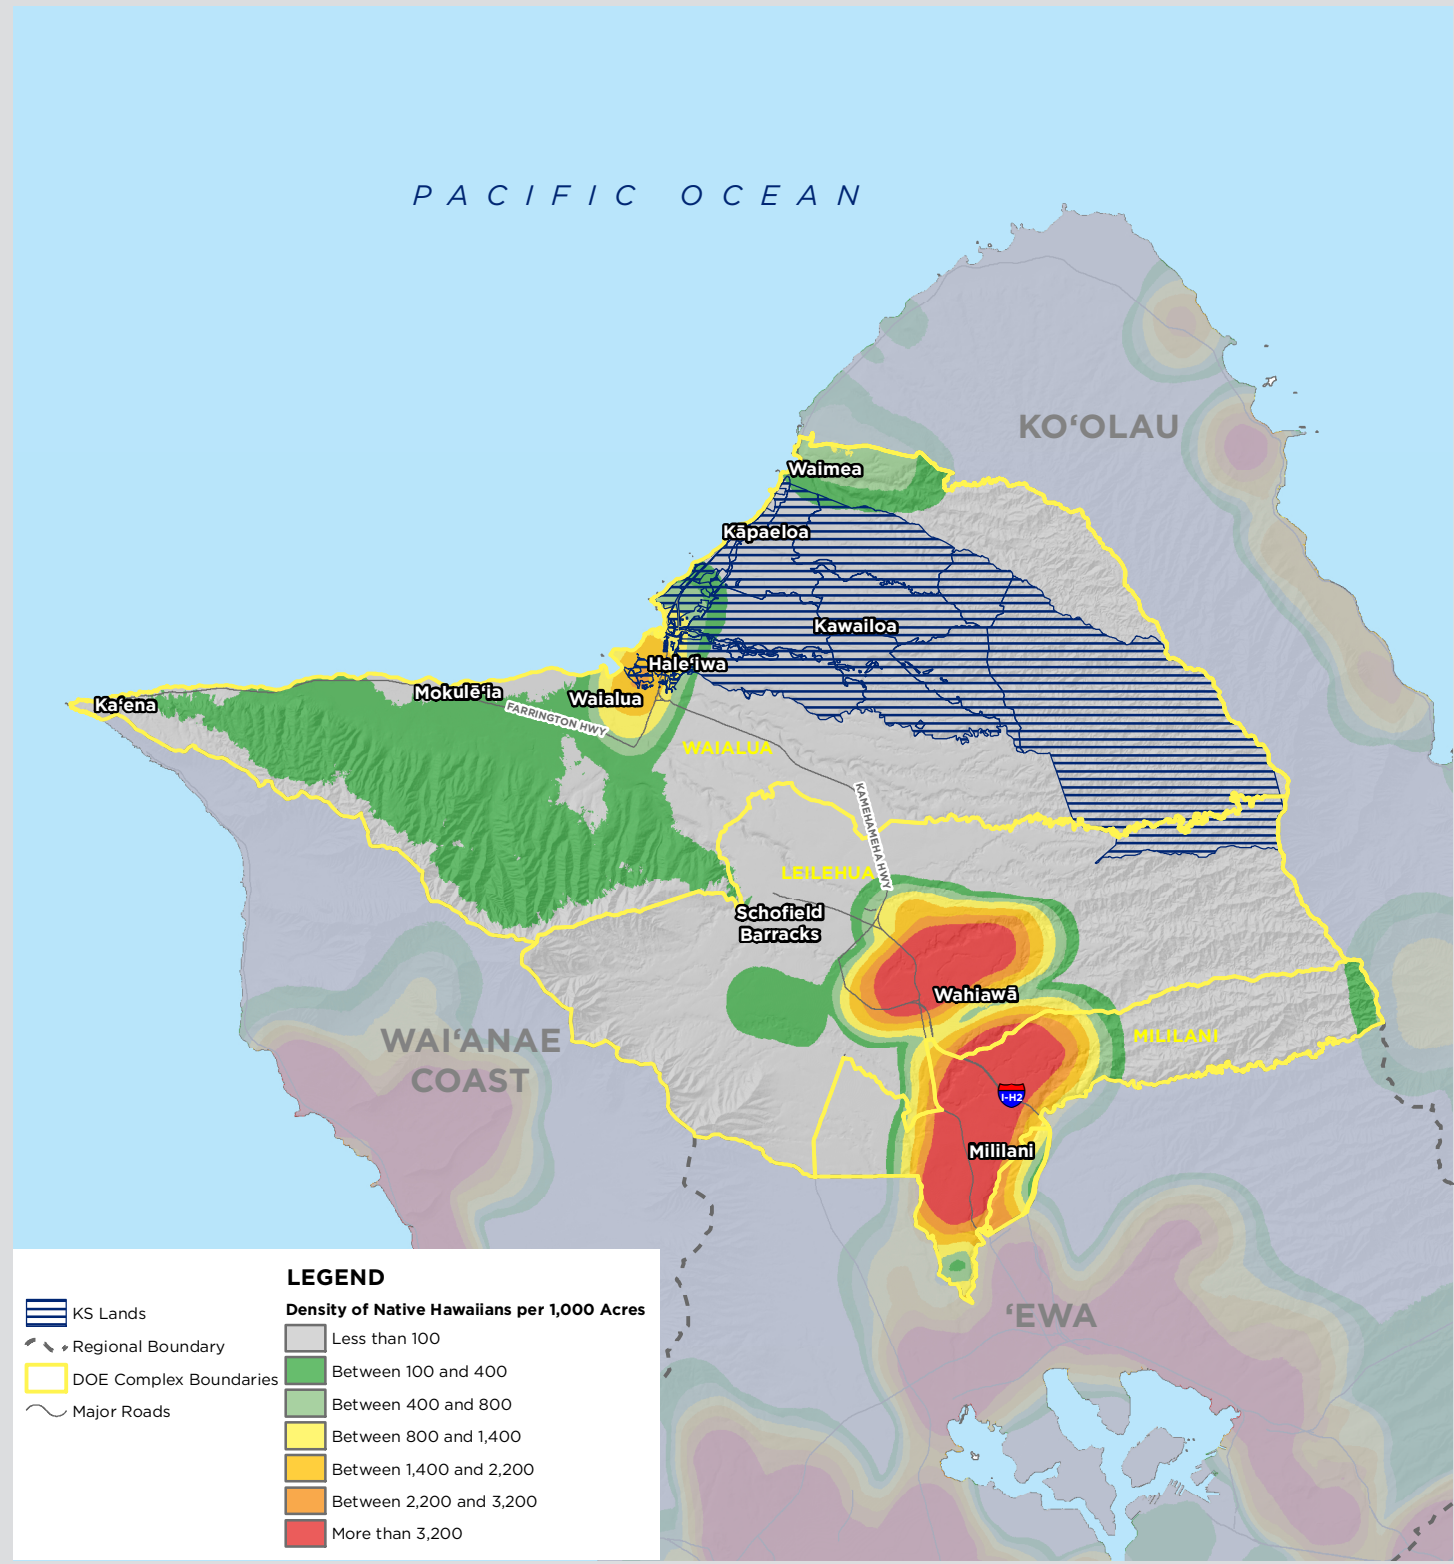 PACIFIC OCEAN
KOʻOLAU
Waimea
Kāpaeloa
Kawailoa
Haleʻiwa
Waialua
Mokulēʻia
Kaʻena
FARRINGTON HWY
WAIALUA
KAMEHAMEHA HWY
LEILEHUA
Schofield
Barracks
Wahiawā
MILILANI
WAIʻANAE
COAST
I-H2
Mililani
ʻEWA
LEGEND
KS Lands
Regional Boundary
DOE Complex Boundaries
Major Roads
Density of Native Hawaiians per 1,000 Acres
Less than 100
Between 100 and 400
Between 400 and 800
Between 800 and 1,400
Between 1,400 and 2,200
Between 2,200 and 3,200
More than 3,200